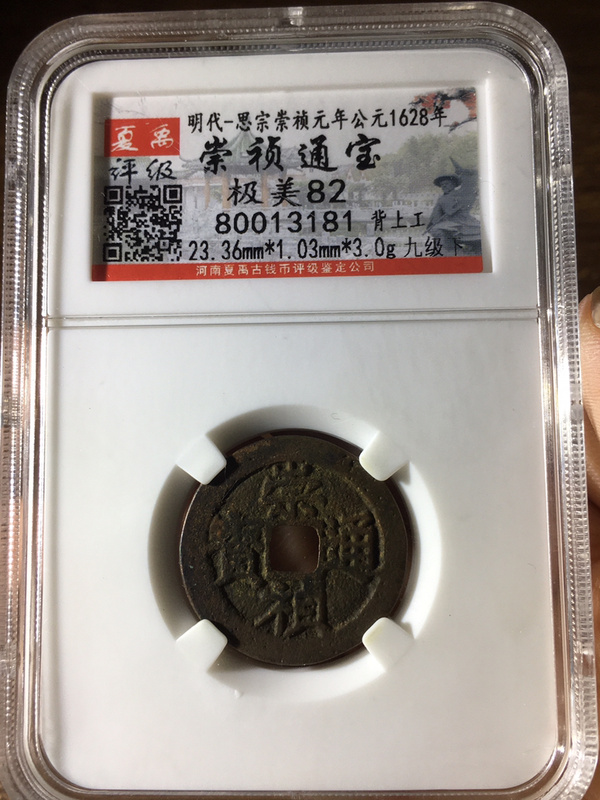 夏禹
评级
明代-思宗崇祯元年公元1628年
崇祯通宝
极美82
80013181 背上工
23.36mm*1.03mm*3.0g 九级下
河南夏禹古钱币评级鉴定公司
崇禎通寶